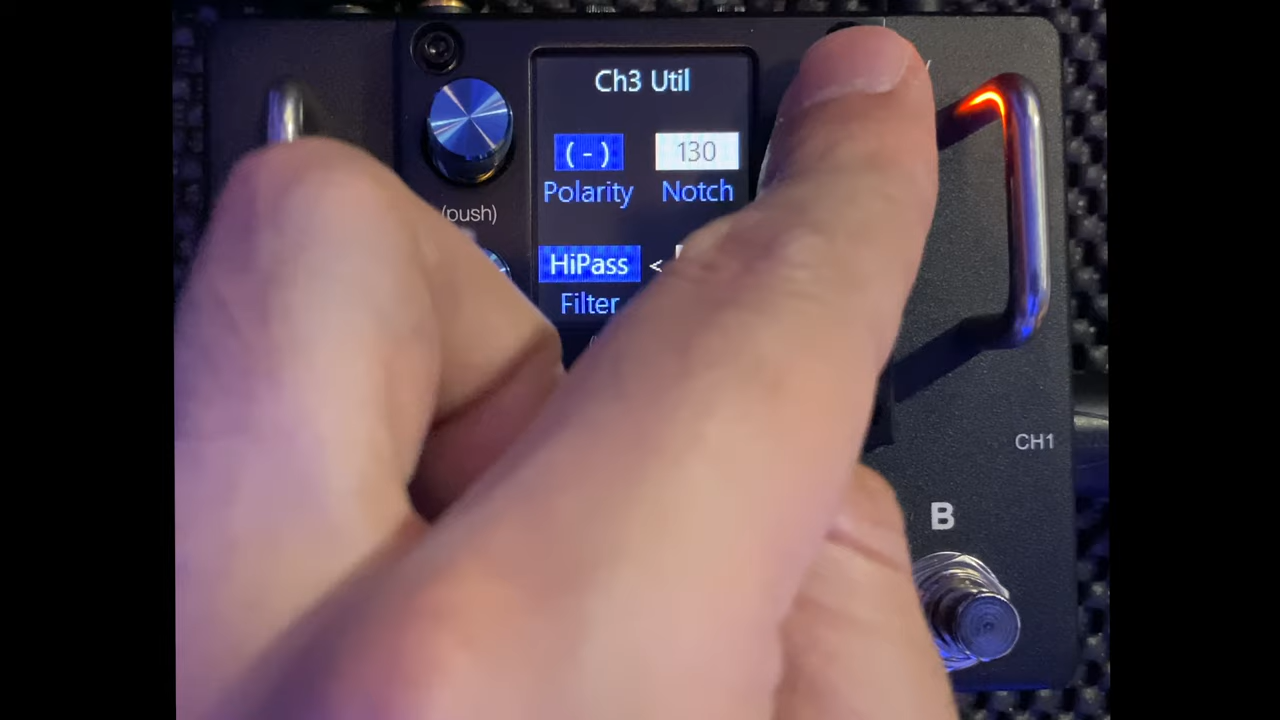 Ch3 Util
( - ) 130
Polarity Notch
(push)
HiPass <
Filter
CH1
B